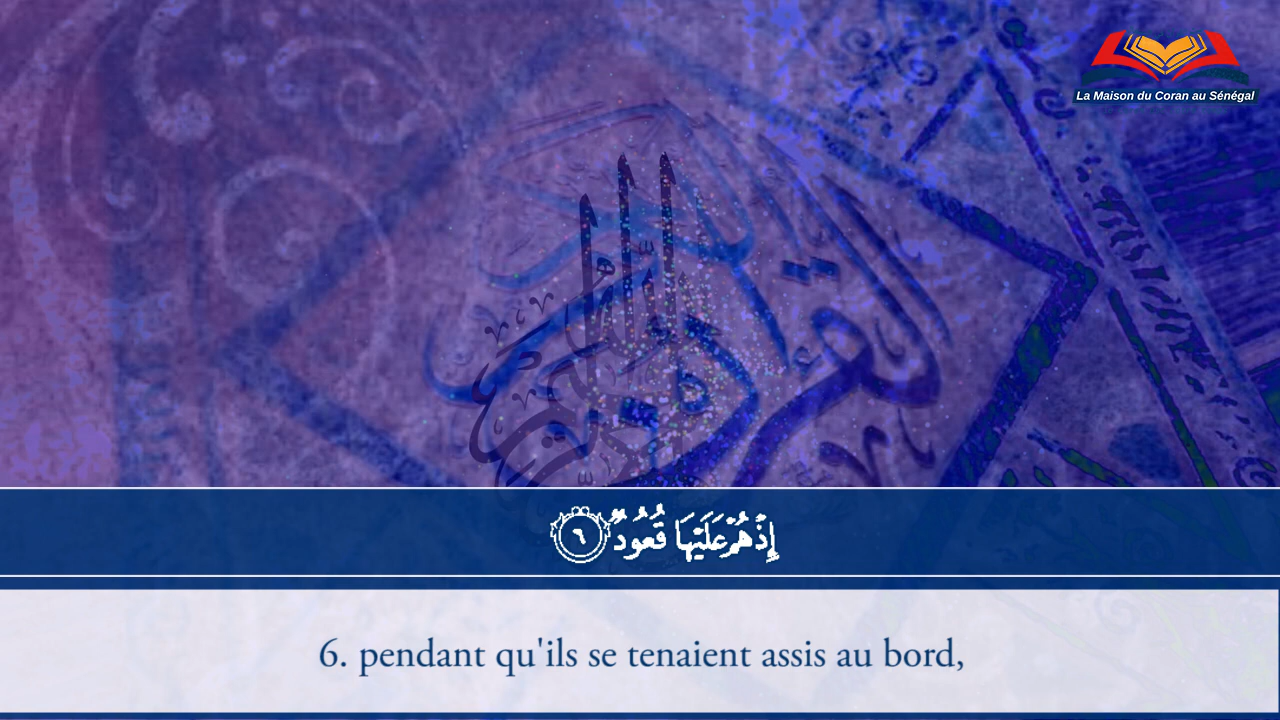 La Maison du Coran au Sénégal
إِذْ هُمْ عَلَيْهَا قُعُودٌ ٦
6. pendant qu'ils se tenaient assis au bord,